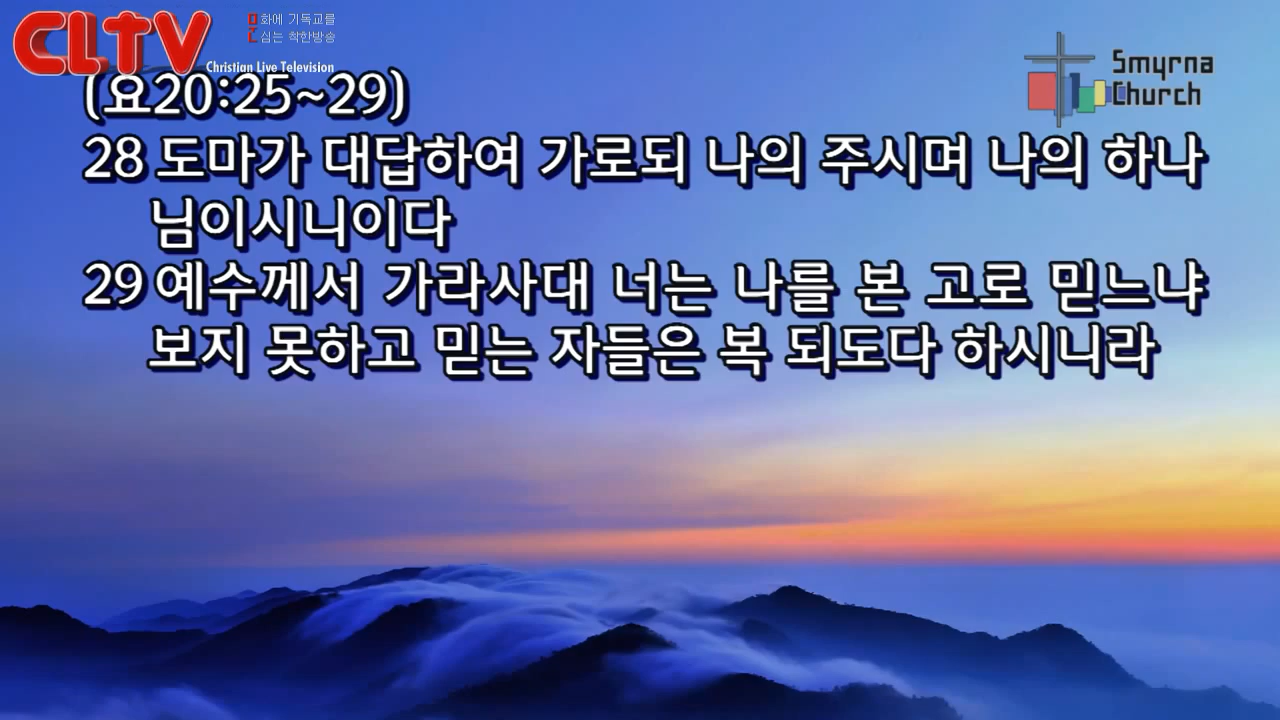 CLTV
문화에 기독교를
심는 착한방송
Christian Live Television
Smyrna
Church
(요20:25~29)
28 도마가 대답하여 가로되 나의 주시며 나의 하나
님이시니이다
29 예수께서 가라사대 너는 나를 본 고로 믿느냐
보지 못하고 믿는 자들은 복 되도다 하시니라